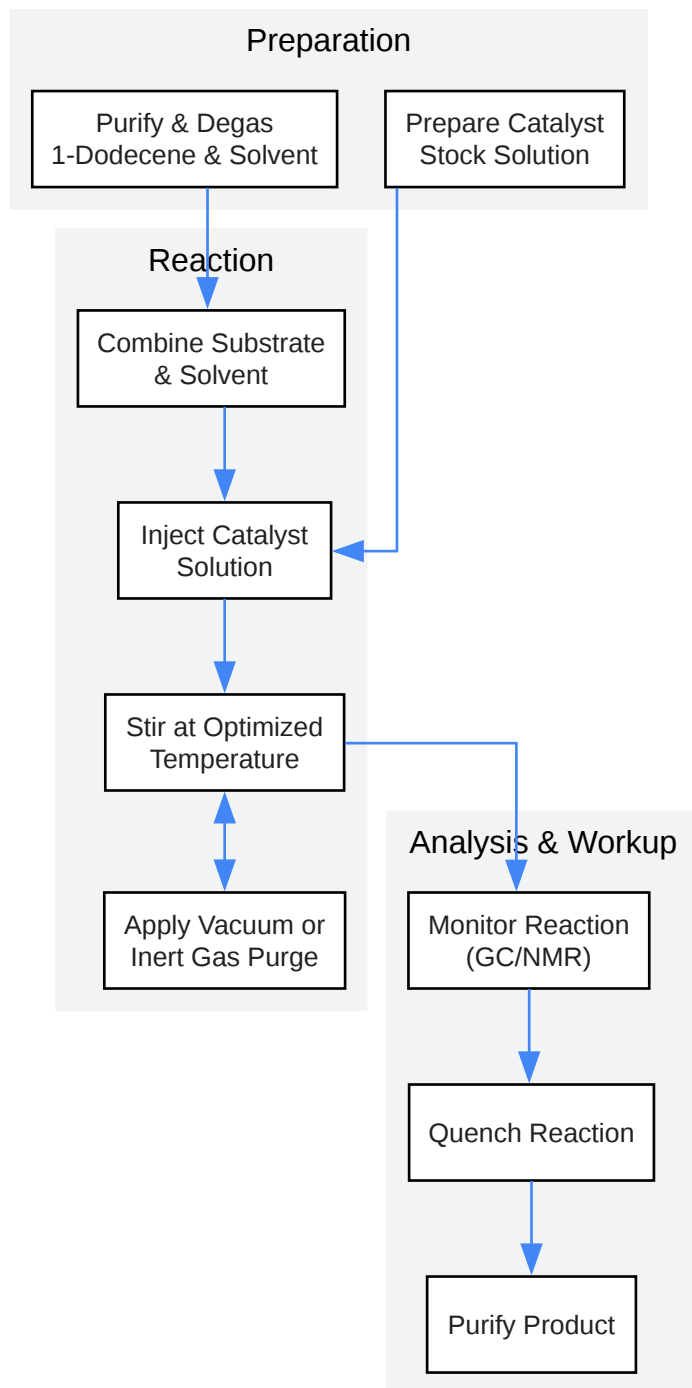 Preparation
Purify & Degas
1-Dodecene & Solvent
Prepare Catalyst
Stock Solution
Reaction
Combine Substrate
& Solvent
Inject Catalyst
Solution
Stir at Optimized
Temperature
Apply Vacuum or
Inert Gas Purge
Analysis & Workup
Monitor Reaction
(GC/NMR)
Quench Reaction
Purify Product